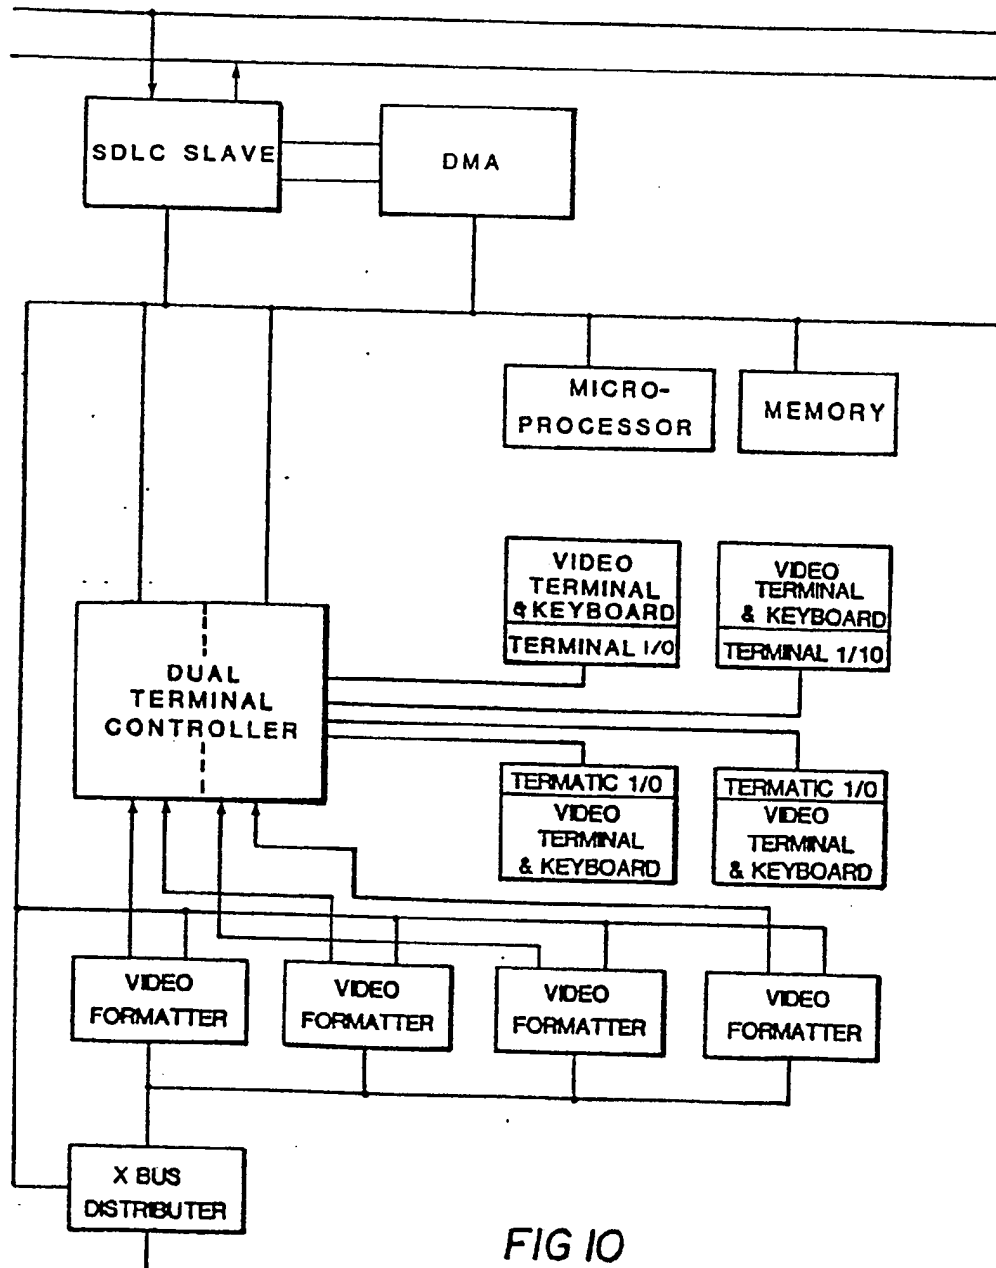 SDLC SLAVE
DMA
MICRO-
PROCESSOR
MEMORY
VIDEO
TERMINAL
& KEYBOARD
TERMINAL I/O
VIDEO
TERMINAL
& KEYBOARD
TERMINAL 1/10
DUAL
TERMINAL
CONTROLLER
TERMATIC 1/0
VIDEO
TERMINAL
& KEYBOARD
TERMATIC 1/0
VIDEO
TERMINAL
& KEYBOARD
VIDEO
FORMATTER
VIDEO
FORMATTER
VIDEO
FORMATTER
VIDEO
FORMATTER
X BUS
DISTRIBUTER
FIG 10